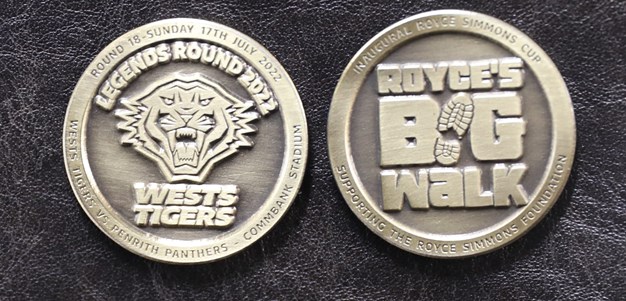 ROUND 18-SUNDAY 17TH JULY 2022
LEGENDS ROUND 2022
WESTS TIGERS
WESTS TIGERS VS PENRITH PANTHERS - COMMBANK STADIUM
INAUGURAL ROYCE SIMMONS CUP
ROYCE'S
BIG
WALK
SUPPORTING THE ROYCE SIMMONS FOUNDATION